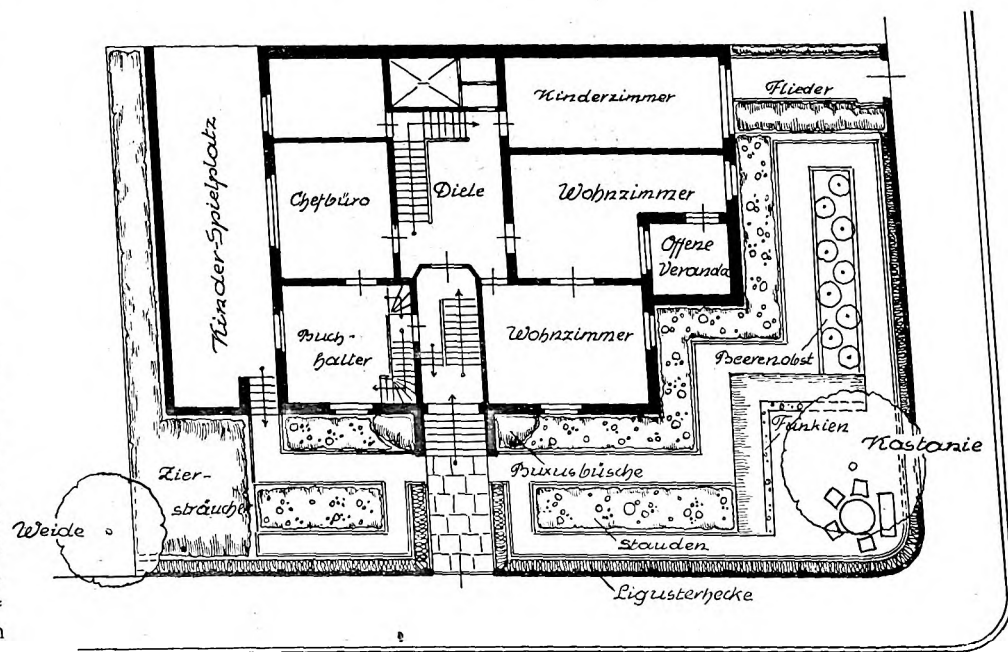 Flieder
Kinderzimmer
Kinder-Spielplatz
Chefbüro
Diele
Wohnzimmer
Offene
Veranda
Buch-
halter
Wohnzimmer
Beerenobst
Funkien
Kastanie
Buxusbüsche
Zier-
sträucher
Weide
Stauden
Ligusterhecke